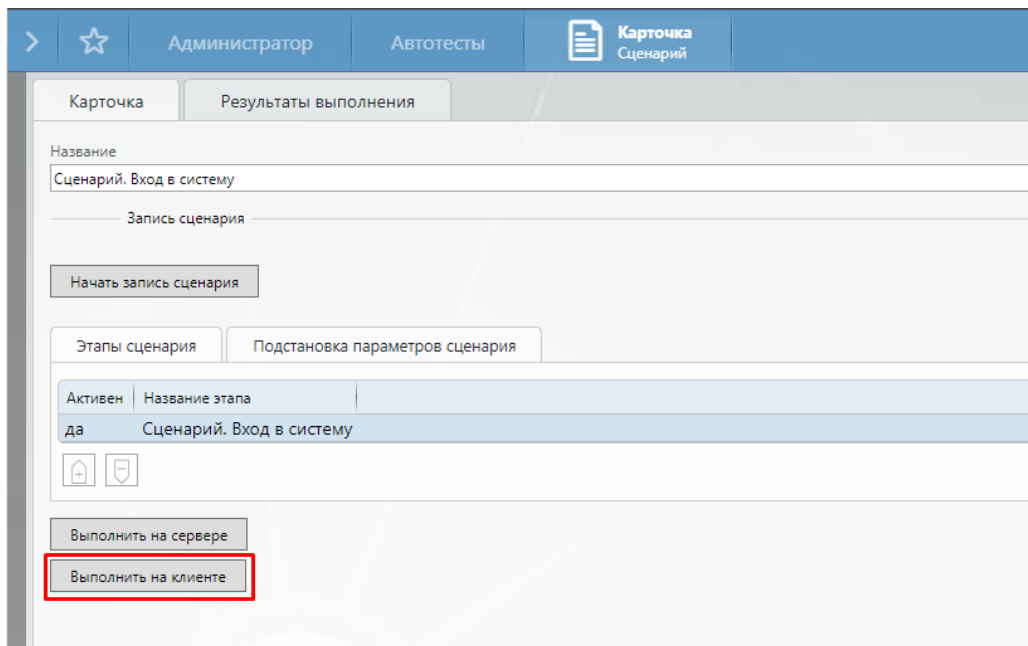 Администратор
Автотесты
Карточка
Сценарий
Карточка
Результаты выполнения
Название
Сценарий. Вход в систему
Запись сценария
Начать запись сценария
Этапы сценария
Подстановка параметров сценария
Активен Название этапа
да Сценарий. Вход в систему
Выполнить на сервере
Выполнить на клиенте